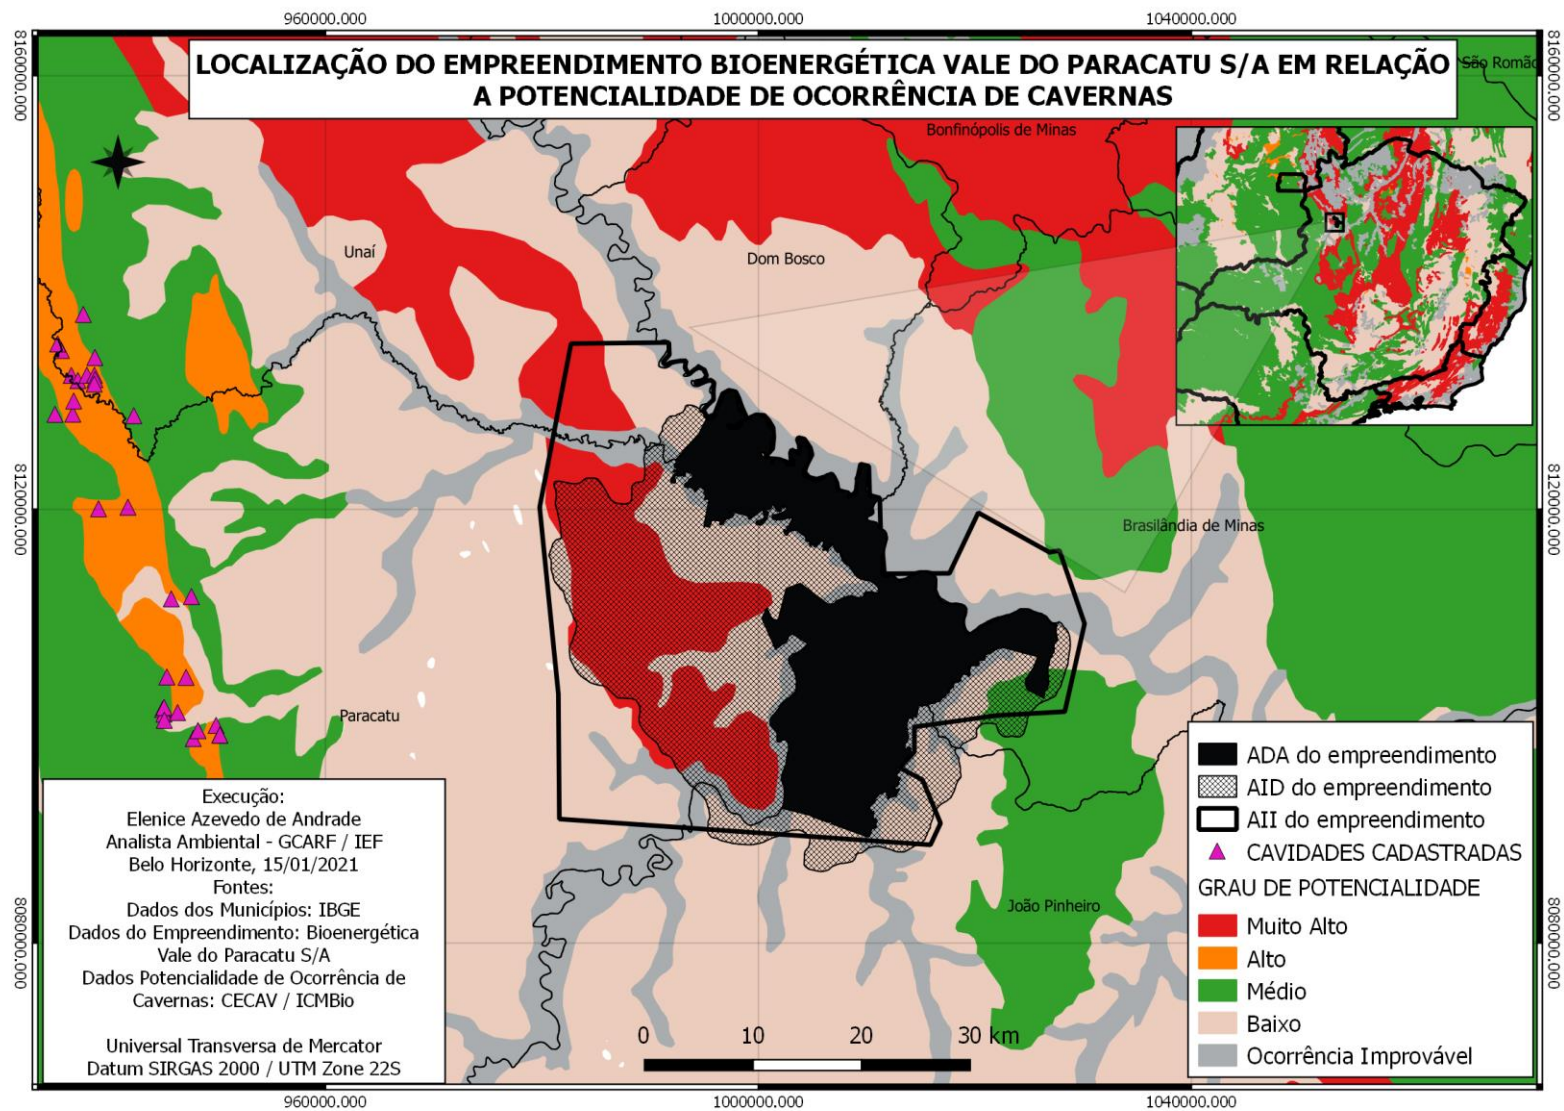 960000.000
1000000.000
1040000.000
8160000.000
8160000.000
LOCALIZAÇÃO DO EMPREENDIMENTO BIOENERGÉTICA VALE DO PARACATU S/A EM RELAÇÃO
A POTENCIALIDADE DE OCORRÊNCIA DE CAVERNAS
São Romão
Bonfinópolis de Minas
Unaí
Dom Bosco
8120000.000
8120000.000
Brasilândia de Minas
Paracatu
João Pinheiro
ADA do empreendimento
AID do empreendimento
AII do empreendimento
CAVIDADES CADASTRADAS
GRAU DE POTENCIALIDADE
Muito Alto
Alto
Médio
Baixo
Ocorrência Improvável
Execução:
Elenice Azevedo de Andrade
Analista Ambiental - GCARF / IEF
Belo Horizonte, 15/01/2021
Fontes:
Dados dos Municípios: IBGE
Dados do Empreendimento: Bioenergética
Vale do Paracatu S/A
Dados Potencialidade de Ocorrência de
Cavernas: CECAV / ICMBio
Universal Transversa de Mercator
Datum SIRGAS 2000 / UTM Zone 22S
8080000.000
8080000.000
0 10 20 30 km
960000.000
1000000.000
1040000.000